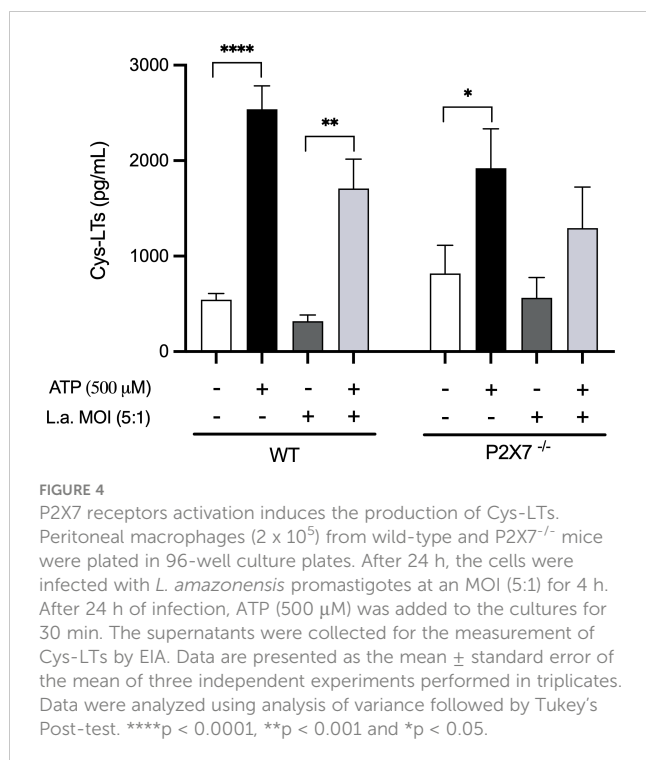 ****
**
*
3000
2000
1000
0
Cys-LTs (pg/mL)
ATP (500 µM) - + - + - + - +
L.a. MOI (5:1) - - + + - - + +
WT P2X7 -/-
FIGURE 4
P2X7 receptors activation induces the production of Cys-LTs.
Peritoneal macrophages (2 x 10⁵) from wild-type and P2X7⁻/⁻ mice
were plated in 96-well culture plates. After 24 h, the cells were
infected with L. amazonensis promastigotes at an MOI (5:1) for 4 h.
After 24 h of infection, ATP (500 µM) was added to the cultures for
30 min. The supernatants were collected for the measurement of
Cys-LTs by EIA. Data are presented as the mean ± standard error of
the mean of three independent experiments performed in triplicates.
Data were analyzed using analysis of variance followed by Tukey's
Post-test. ****p < 0.0001, **p < 0.001 and *p < 0.05.